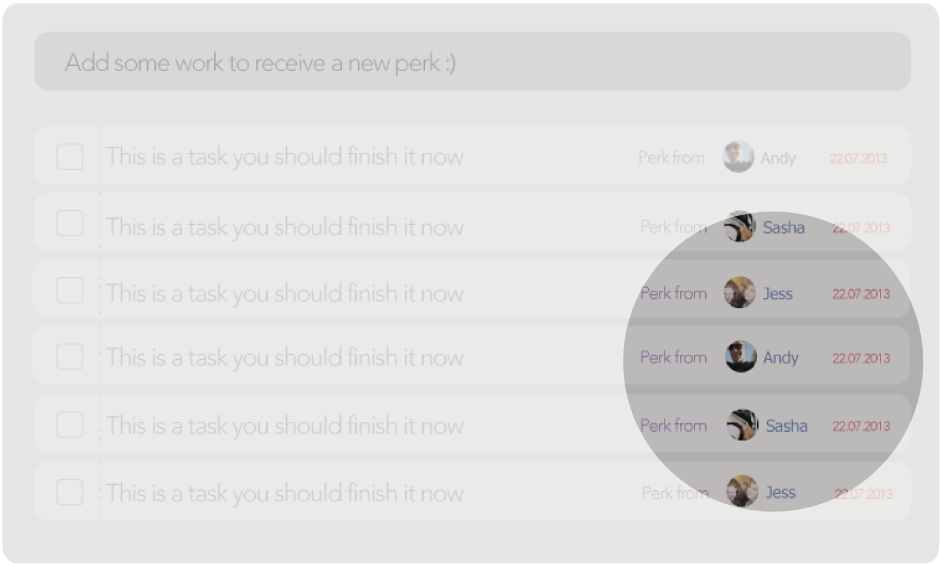 Add some work to receive a new perk :)
This is a task you should finish it now Perk from Andy 22.07.2013
This is a task you should finish it now Perk from Sasha 22.07.2013
This is a task you should finish it now Perk from Jess 22.07.2013
This is a task you should finish it now Perk from Andy 22.07.2013
This is a task you should finish it now Perk from Sasha 22.07.2013
This is a task you should finish it now Perk from Jess 22.07.2013